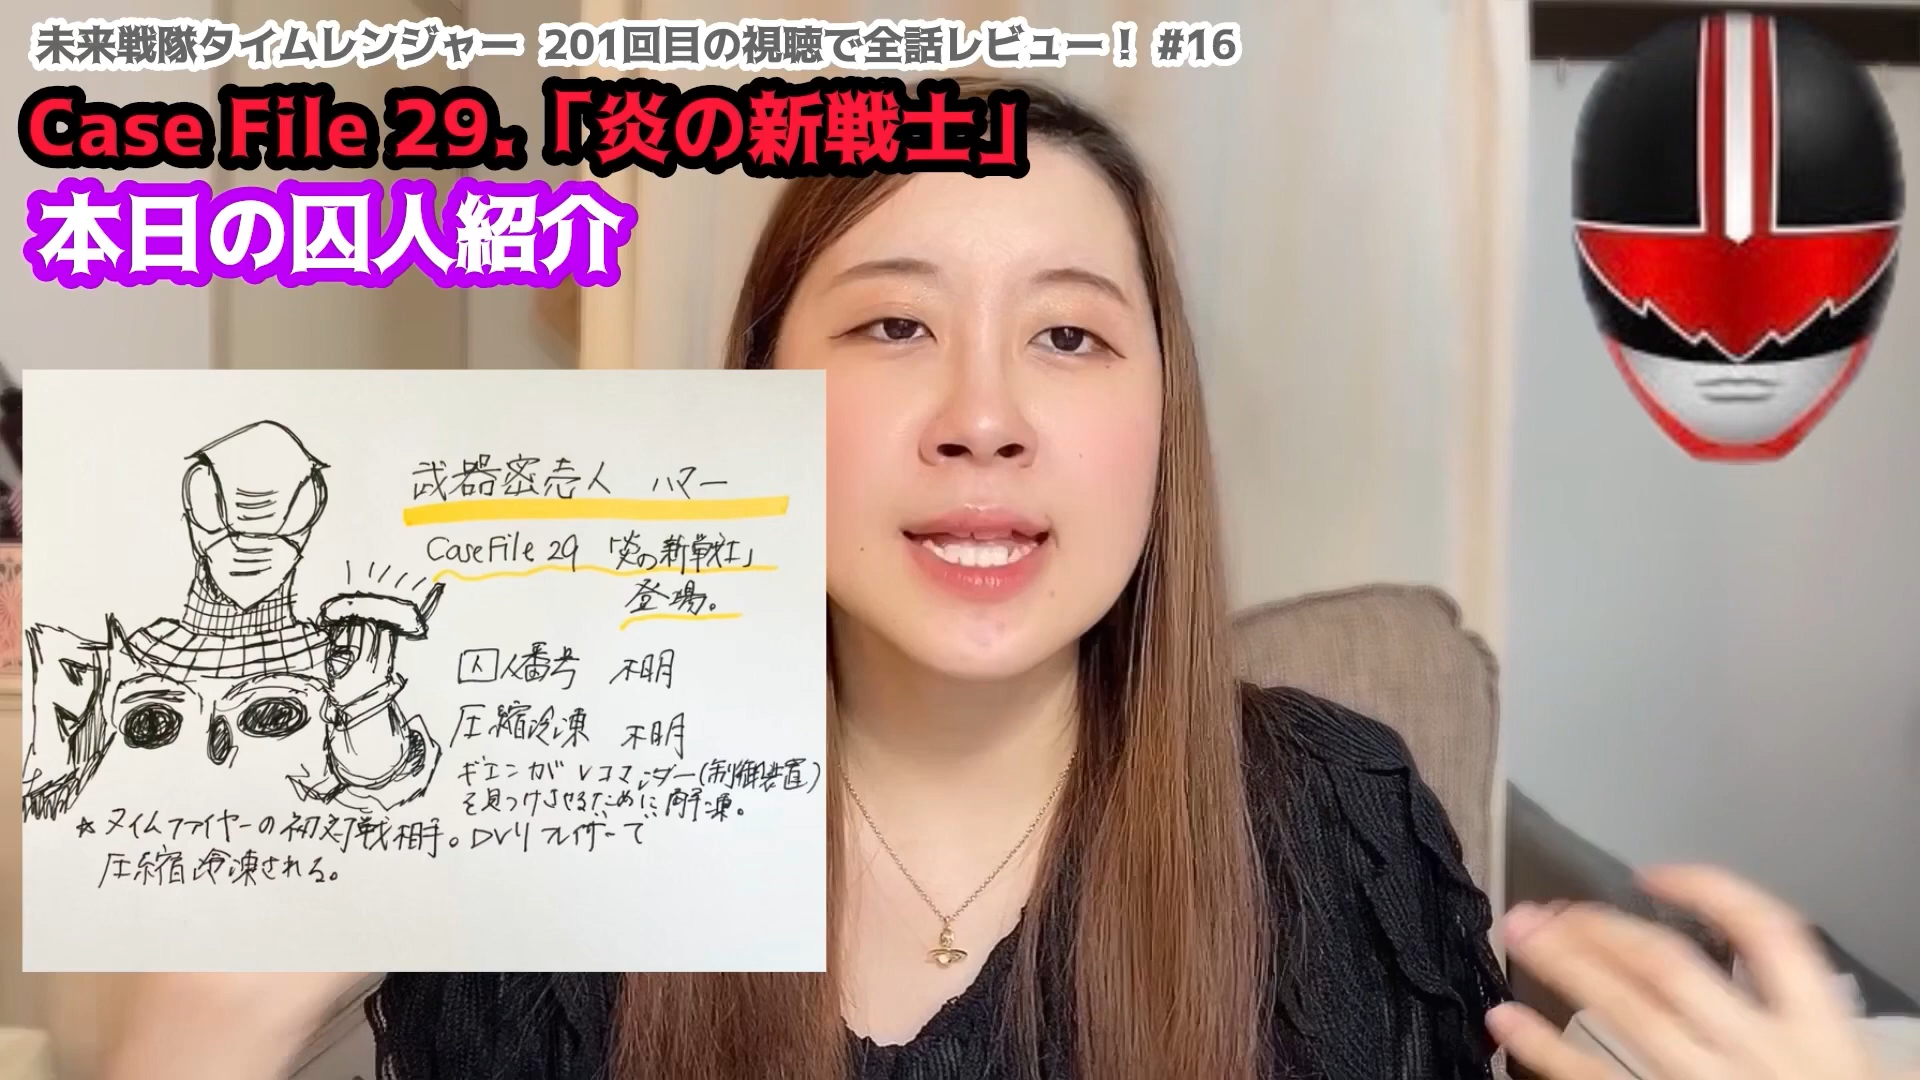 未来戦隊タイムレンジャー 201回目の視聴で全話レビュー！ #16
Case File 29.「炎の新戦士」
本日の囚人紹介
武器密売人 ハマー
Case File 29 「炎の新戦士」
登場。
囚人番号 不明
圧縮冷凍 不明
ギエンがVコマンダー(制御装置)
を見つけさせるために解凍。
☆タイムファイヤーの初対戦相手。DVリフレイザーで
圧縮冷凍される。